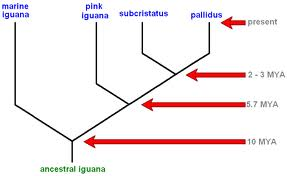 marine
iguana
pink
iguana
subcristatus
pallidus
present
2 - 3 MYA
5.7 MYA
10 MYA
ancestral iguana